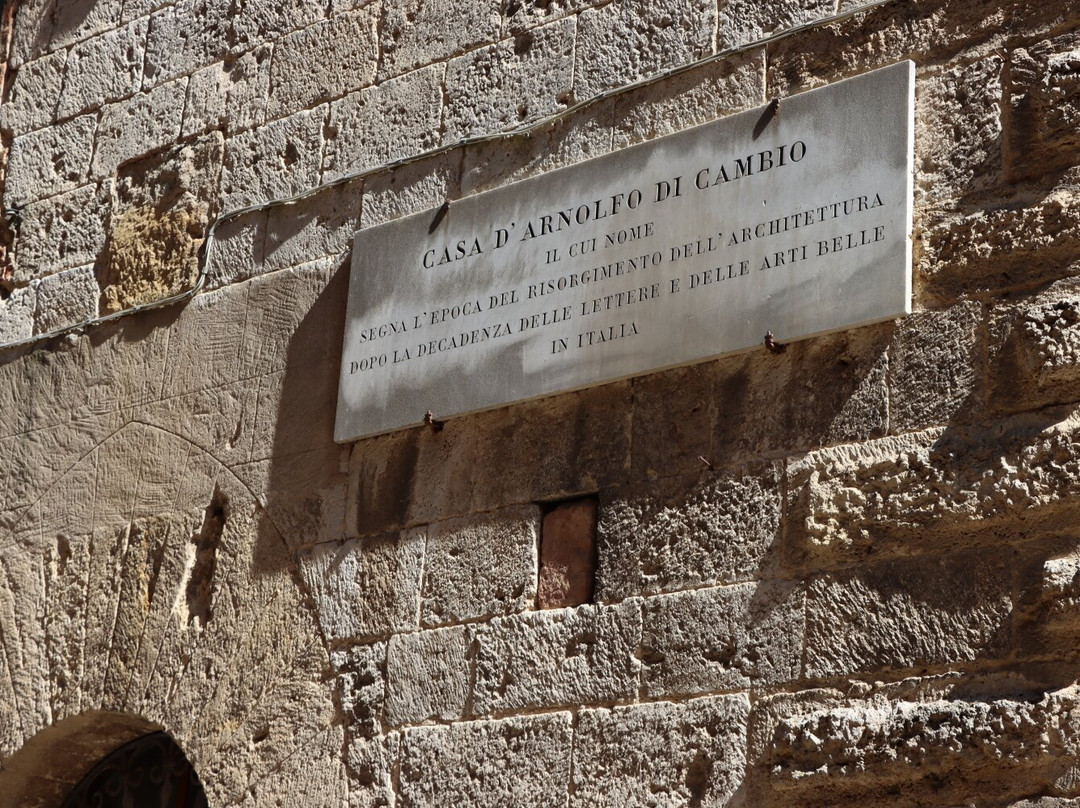 CASA D'ARNOLFO DI CAMBIO
IL CUI NOME
SEGNA L'EPOCA DEL RISORGIMENTO DELL'ARCHITETTURA
DOPO LA DECADENZA DELLE LETTERE E DELLE ARTI BELLE
IN ITALIA